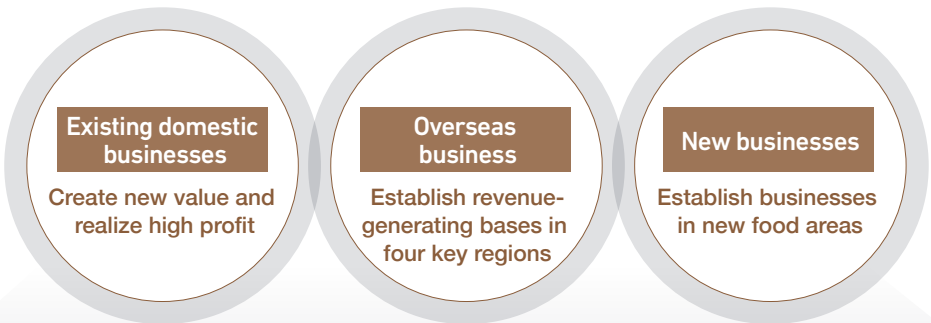 Existing domestic
businesses
Create new value and
realize high profit
Overseas
business
Establish revenue-
generating bases in
four key regions
New businesses
Establish businesses
in new food areas